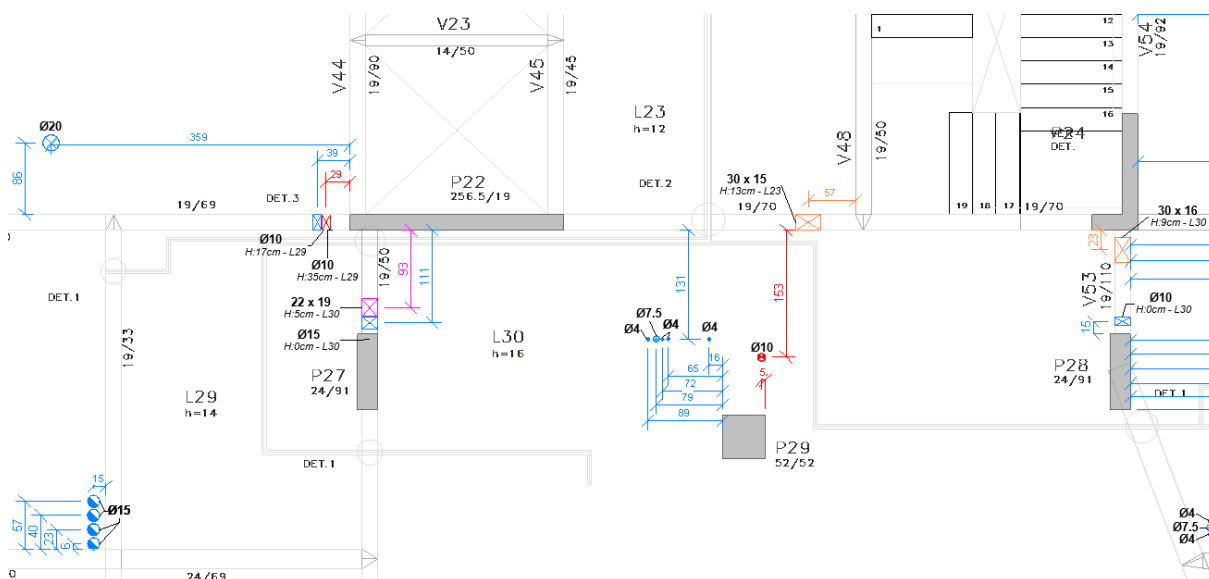 V23
14/50
V44
19/90
V45
19/45
V54
19/92
1
12
13
14
15
16
L23
h=12
Ø20
359
V48
19/50
P24
DET.
86
39
29
P22
256.5/19
DET.2
30 x 15
H:13cm - L23
57
DET.3
19/69
19/70
19
18
17
19/70
30 x 16
H:9cm - L30
Ø10
H:17cm - L29
Ø10
H:35cm - L29
19/50
93
111
131
153
23
V53
19/110
DET.1
22 x 19
H:5cm - L30
Ø10
H:0cm - L30
19/33
Ø15
H:0cm - L30
L30
h=16
Ø7.5
Ø4
Ø4
Ø4
Ø10
15
16
65
72
79
89
5
P27
24/91
P28
24/91
DET.1
L29
h=14
DET.1
P29
52/52
15
57
40
23
6
Ø15
Ø4
Ø7.5
Ø4
24/69